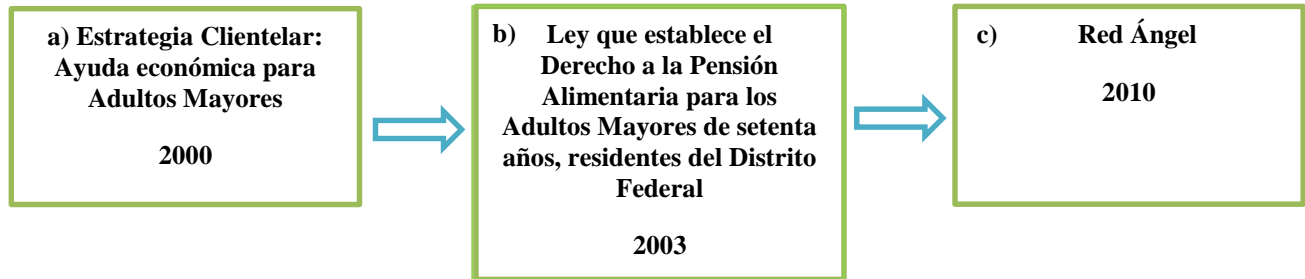 a) Estrategia Clientelar:
Ayuda económica para
Adultos Mayores
2000
b) Ley que establece el
Derecho a la Pensión
Alimentaria para los
Adultos Mayores de setenta
años, residentes del Distrito
Federal
2003
c) Red Ángel
2010